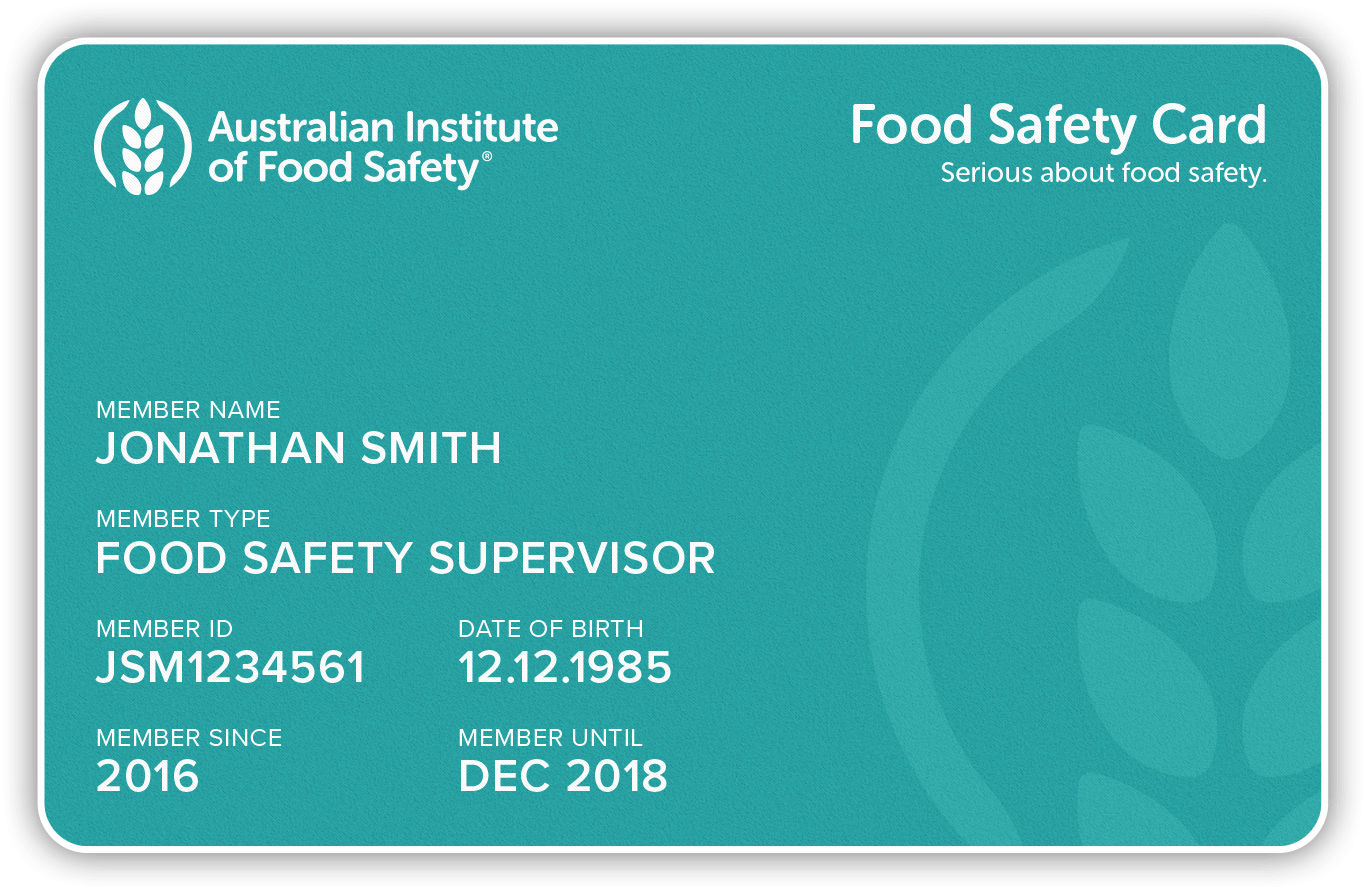 Australian Institute
of Food Safety®
Food Safety Card
Serious about food safety.
MEMBER NAME
JONATHAN SMITH
MEMBER TYPE
FOOD SAFETY SUPERVISOR
MEMBER ID
JSM1234561
DATE OF BIRTH
12.12.1985
MEMBER SINCE
2016
MEMBER UNTIL
DEC 2018